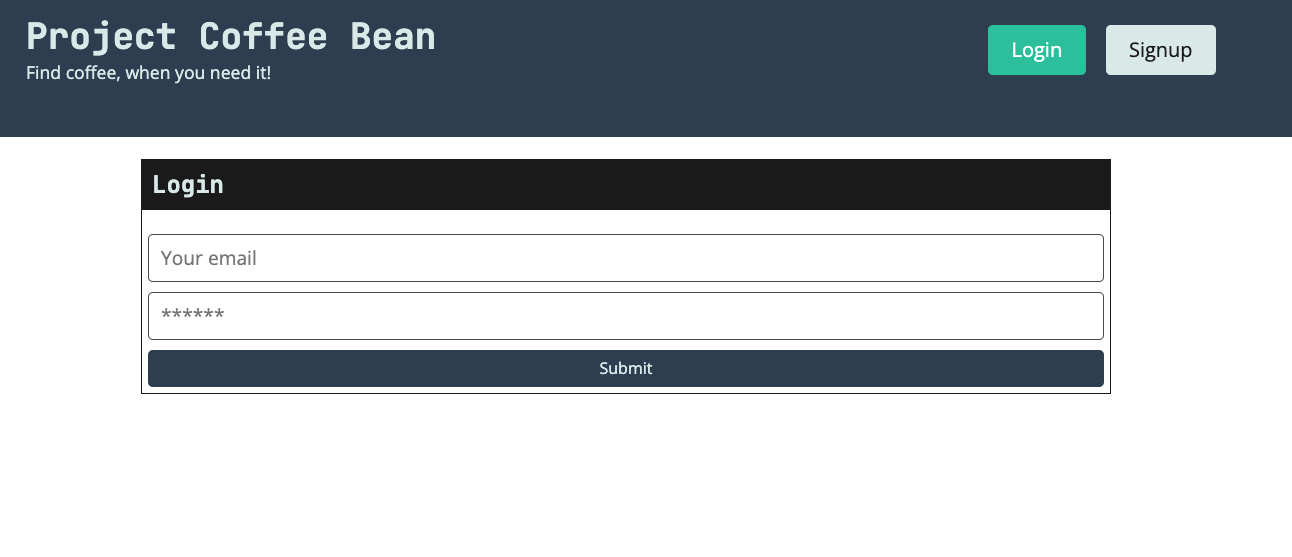 Project Coffee Bean
Find coffee, when you need it!
Login
Signup
Login
Your email
******
Submit